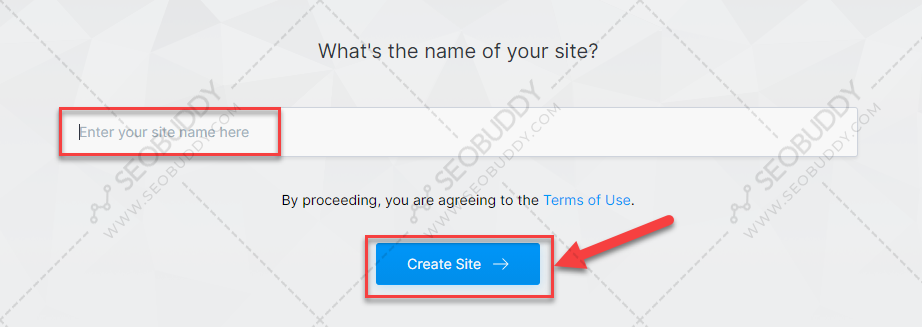 What's the name of your site?
Enter your site name here
By proceeding, you are agreeing to the Terms of Use.
Create Site
SEOBUDDY
WWW.SEOBUDDY.COM
SEOBUDDY
WWW.SEOBUDDY.COM
SEOBUDDY
WWW.SEOBUDDY.COM